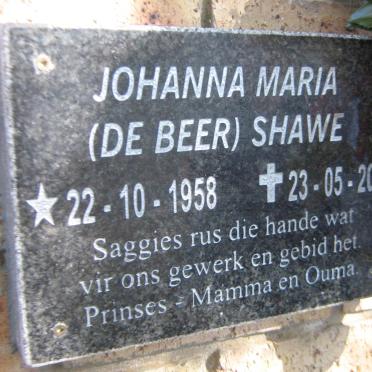 JOHANNA MARIA
(DE BEER) SHAWE
22 - 10 - 1958 23 - 05 - 20
Saggies rus die hande wat
vir ons gewerk en gebid het.
Prinses - Mamma en Ouma.